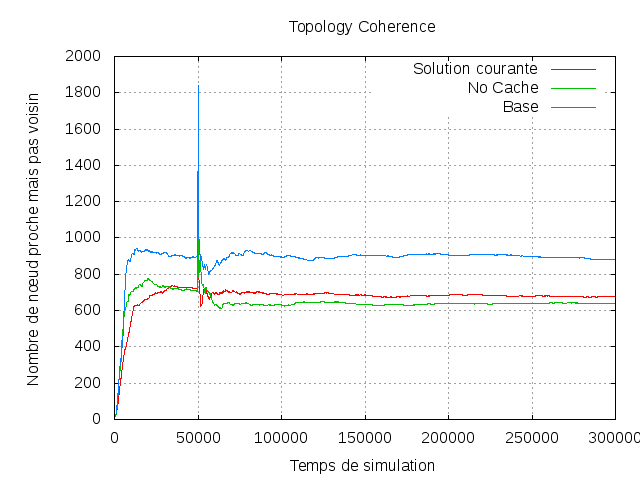 Topology Coherence
Nombre de nœud proche mais pas voisin
2000
1800
1600
1400
1200
1000
800
600
400
200
0
Solution courante
No Cache
Base
0 50000 100000 150000 200000 250000 300000
Temps de simulation